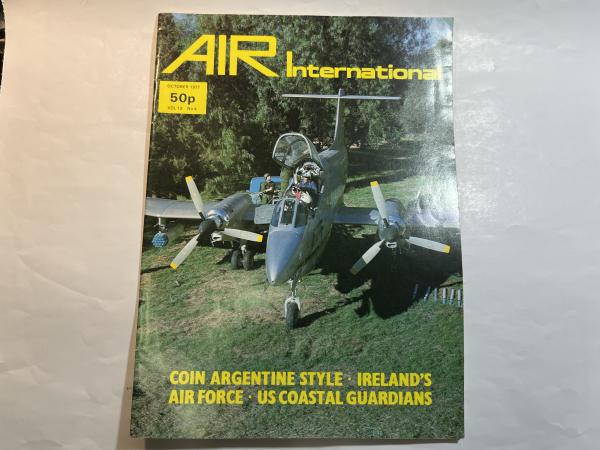 AIR International
OCTOBER 1977
50p
VOL 13 No 4
COIN ARGENTINE STYLE · IRELAND'S
AIR FORCE · US COASTAL GUARDIANS